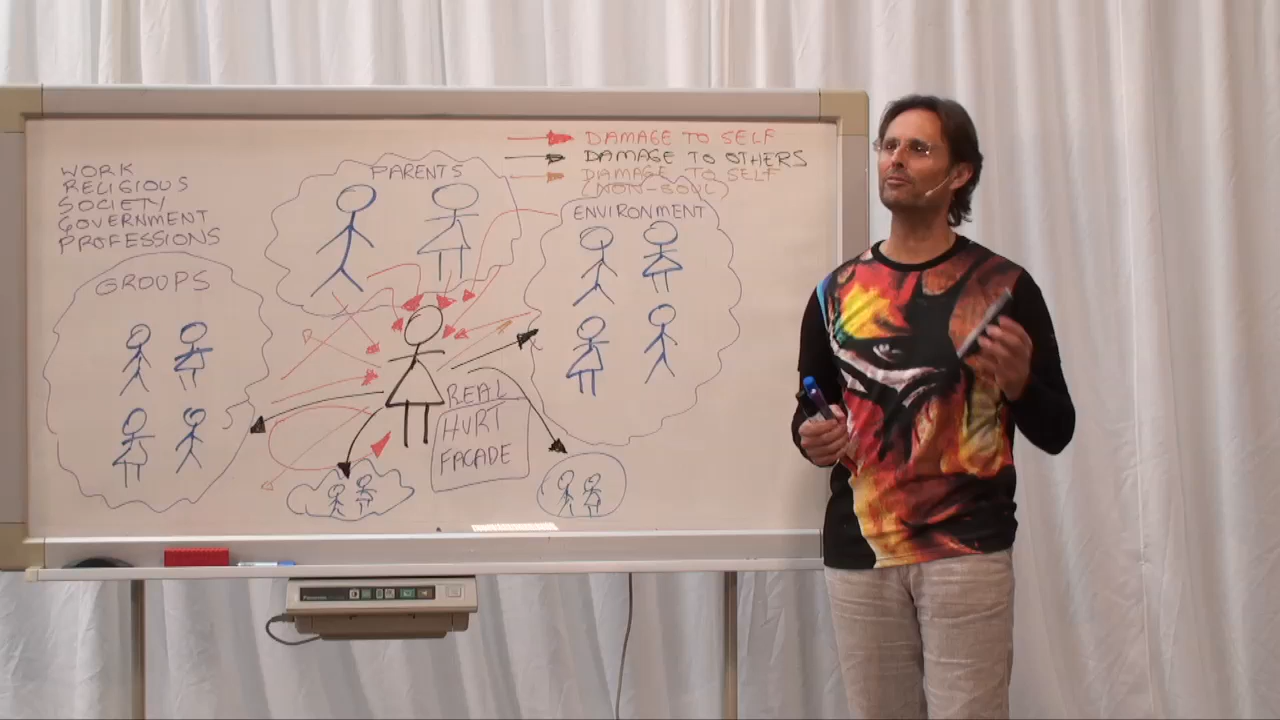 DAMAGE TO SELF
DAMAGE TO OTHERS
DAMAGE TO SELF
(NON-SOUL)
WORK
RELIGIOUS
SOCIETY
GOVERNMENT
PROFESSIONS
GROUPS
PARENTS
ENVIRONMENT
REAL
HURT
FACADE
Panasonic